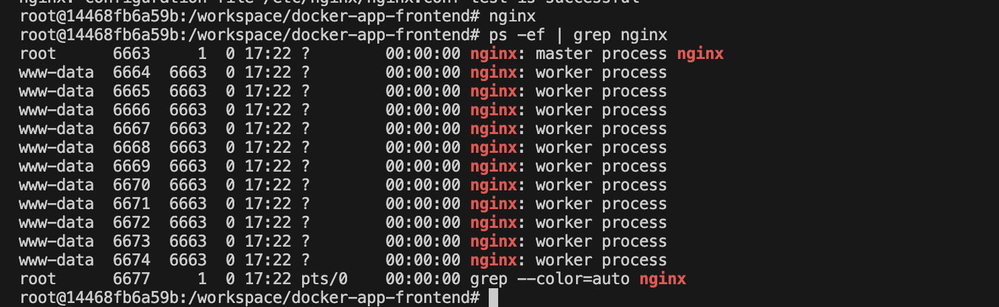 nginx: configuration file /etc/nginx/nginx.conf test is successful
root@14468fb6a59b:/workspace/docker-app-frontend# nginx
root@14468fb6a59b:/workspace/docker-app-frontend# ps -ef | grep nginx
root      6663     1  0 17:22 ?        00:00:00 nginx: master process nginx
www-data  6664  6663  0 17:22 ?        00:00:00 nginx: worker process
www-data  6665  6663  0 17:22 ?        00:00:00 nginx: worker process
www-data  6666  6663  0 17:22 ?        00:00:00 nginx: worker process
www-data  6667  6663  0 17:22 ?        00:00:00 nginx: worker process
www-data  6668  6663  0 17:22 ?        00:00:00 nginx: worker process
www-data  6669  6663  0 17:22 ?        00:00:00 nginx: worker process
www-data  6670  6663  0 17:22 ?        00:00:00 nginx: worker process
www-data  6671  6663  0 17:22 ?        00:00:00 nginx: worker process
www-data  6672  6663  0 17:22 ?        00:00:00 nginx: worker process
www-data  6673  6663  0 17:22 ?        00:00:00 nginx: worker process
www-data  6674  6663  0 17:22 ?        00:00:00 nginx: worker process
root      6677     1  0 17:22 pts/0    00:00:00 grep --color=auto nginx
root@14468fb6a59b:/workspace/docker-app-frontend#